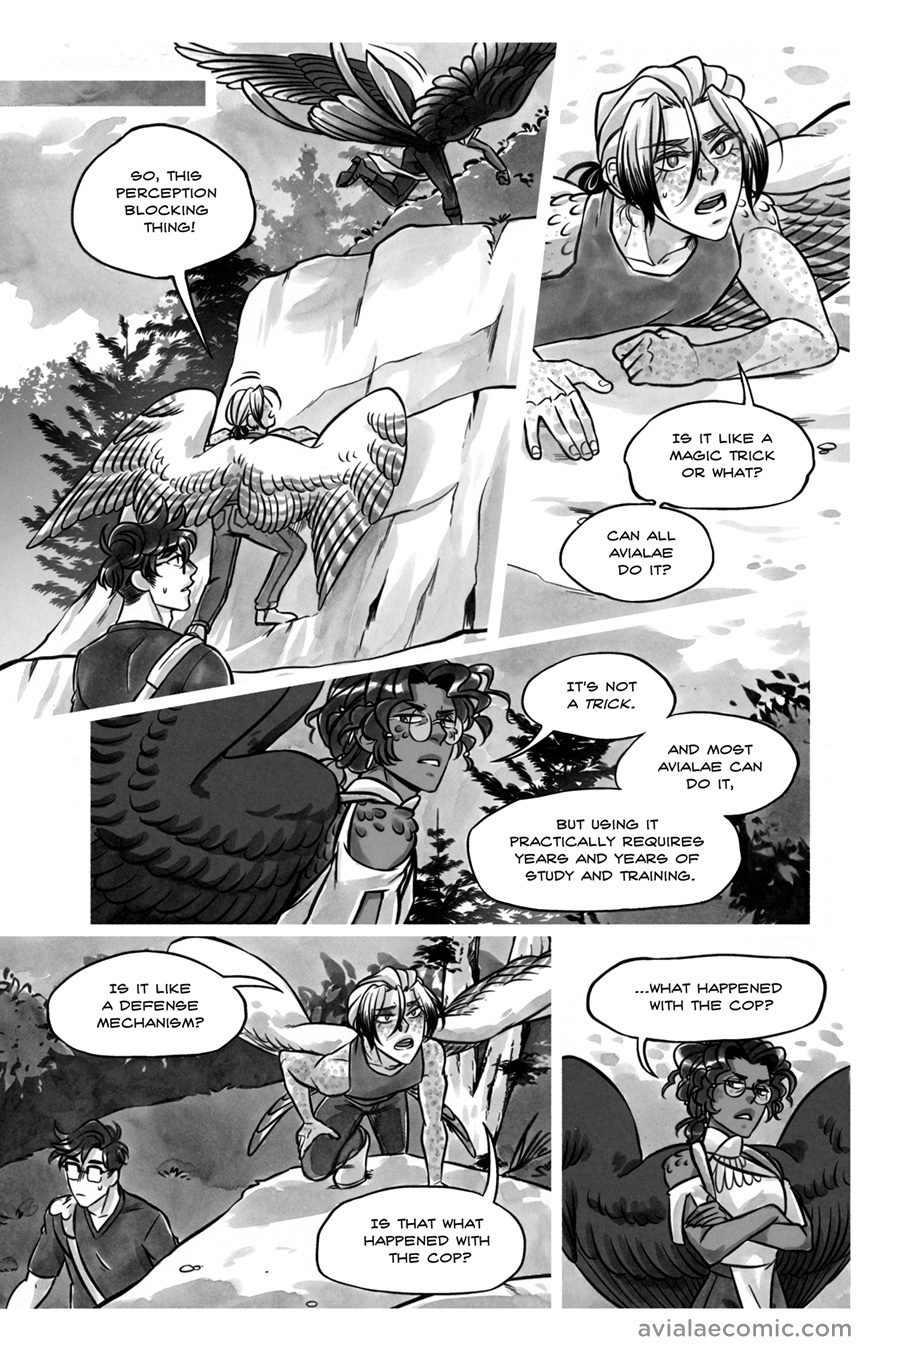 SO, THIS
PERCEPTION
BLOCKING
THING!
IS IT LIKE A
MAGIC TRICK
OR WHAT?
CAN ALL
AVIALAE
DO IT?
IT'S NOT
A TRICK.
AND MOST
AVIALAE CAN
DO IT,
BUT USING IT
PRACTICALLY REQUIRES
YEARS AND YEARS OF
STUDY AND TRAINING.
IS IT LIKE
A DEFENSE
MECHANISM?
IS THAT WHAT
HAPPENED WITH
THE COP?
...WHAT HAPPENED
WITH THE COP?
avialaecomic.com